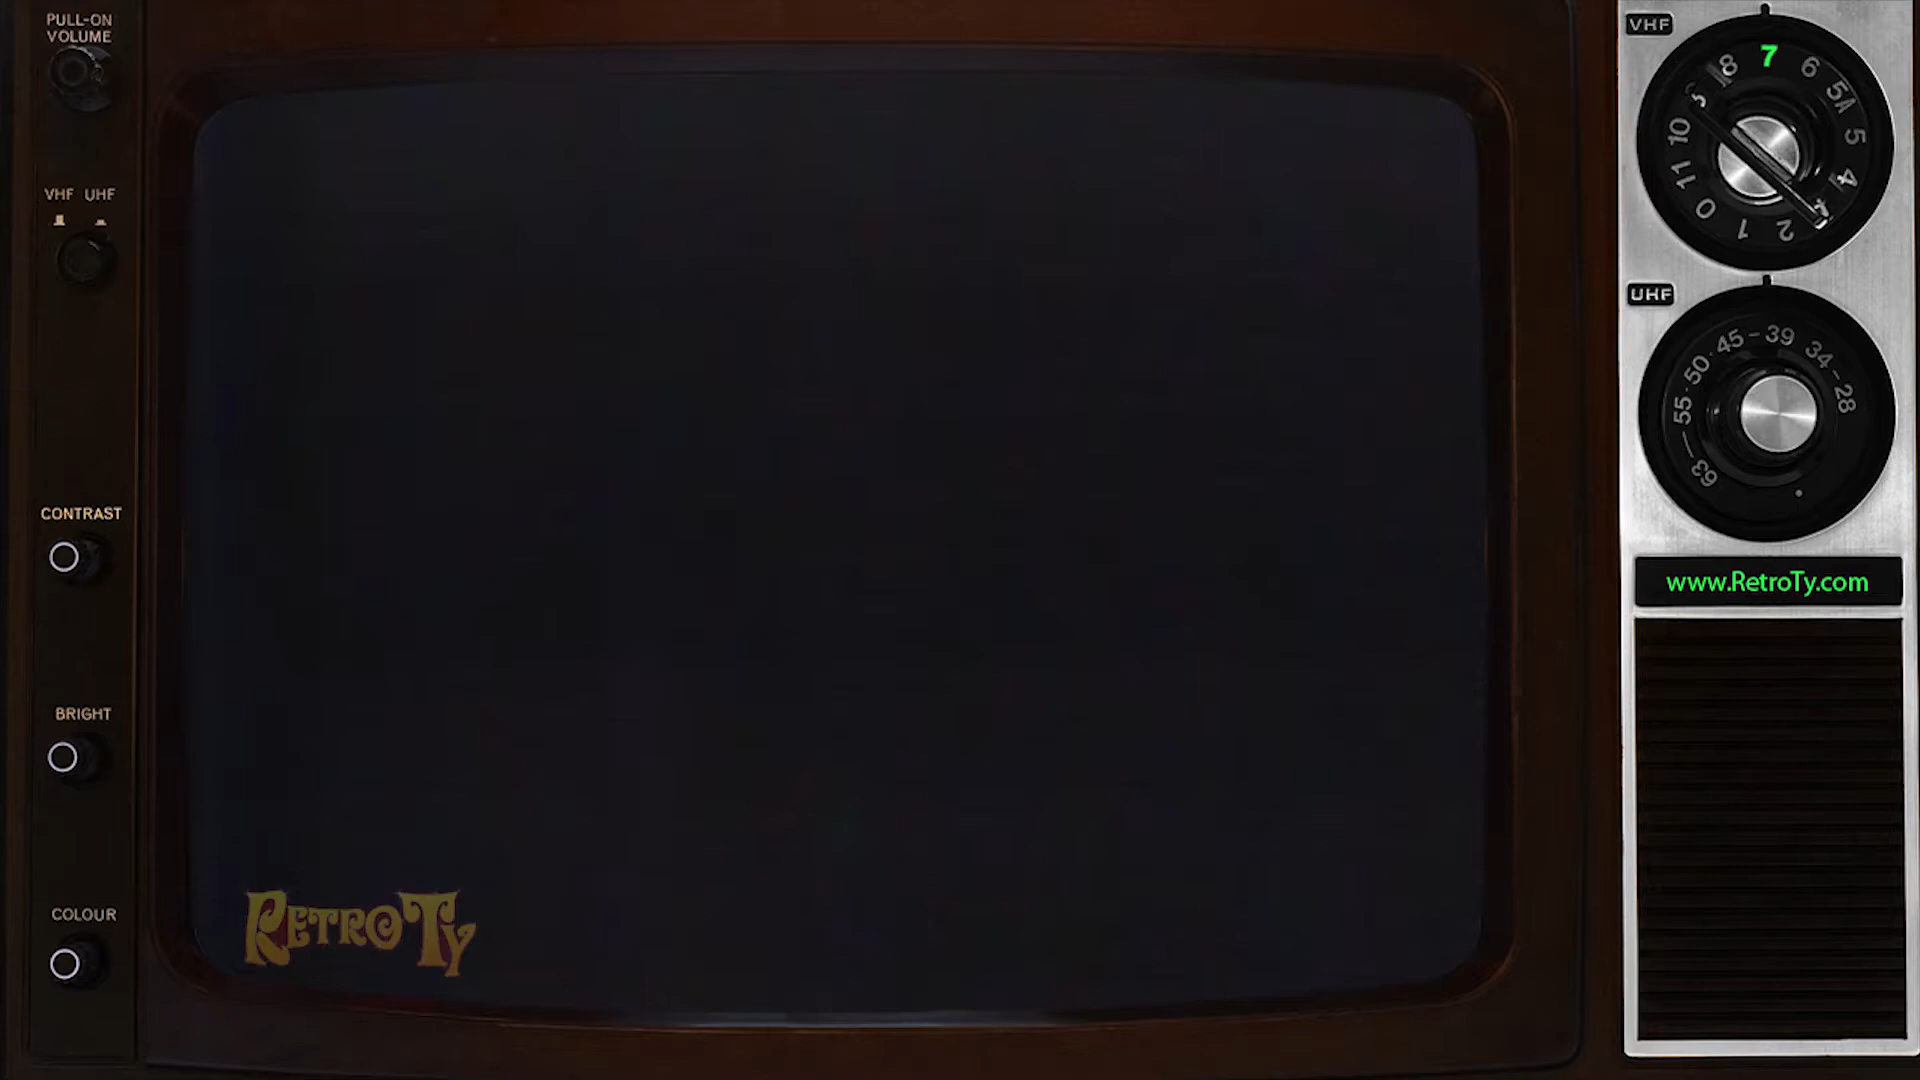 PULL-ON
VOLUME
VHF UHF
CONTRAST
BRIGHT
COLOUR
RETROTY
VHF
7
6
5A
5
4
2
1
0
11
10
8
UHF
63
55
50
45
39
34
28
www.RetroTy.com